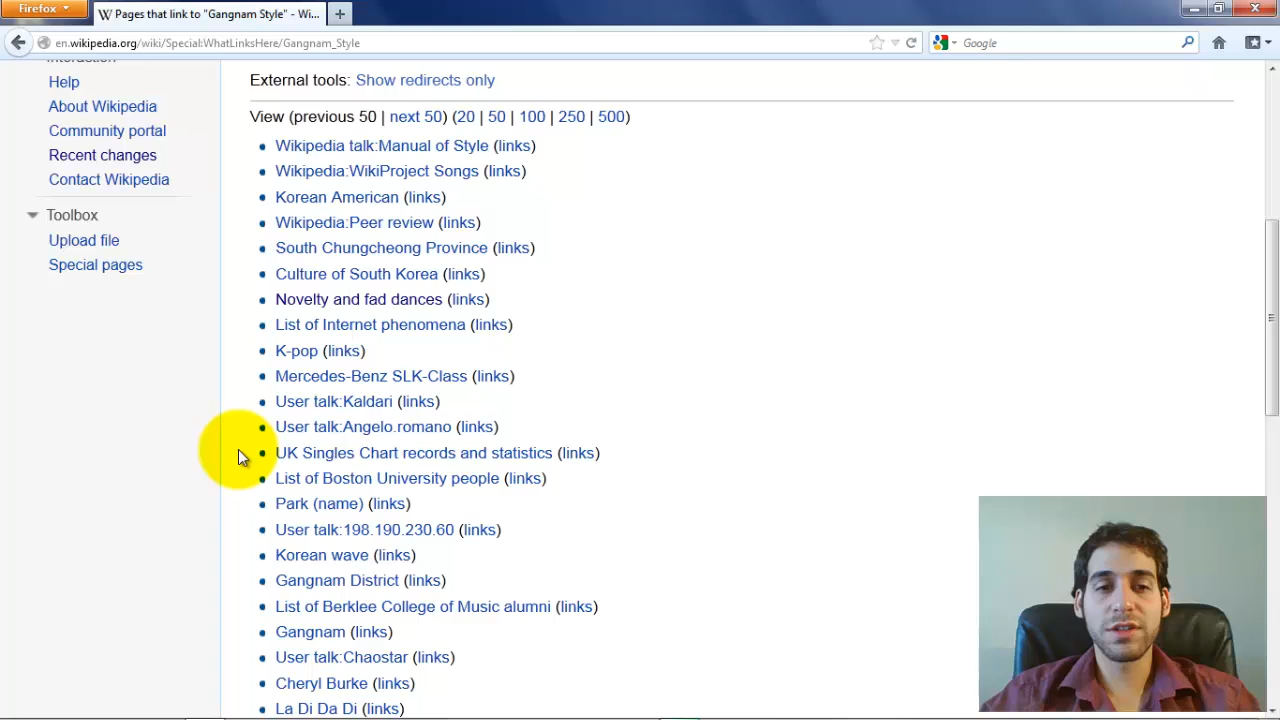 Firefox
Pages that link to "Gangnam Style" - Wi...
en.wikipedia.org/wiki/Special:WhatLinksHere/Gangnam_Style
Google
Interaction
Help
About Wikipedia
Community portal
Recent changes
Contact Wikipedia
Toolbox
Upload file
Special pages
External tools: Show redirects only
View (previous 50 | next 50) (20 | 50 | 100 | 250 | 500)
Wikipedia talk:Manual of Style (links)
Wikipedia:WikiProject Songs (links)
Korean American (links)
Wikipedia:Peer review (links)
South Chungcheong Province (links)
Culture of South Korea (links)
Novelty and fad dances (links)
List of Internet phenomena (links)
K-pop (links)
Mercedes-Benz SLK-Class (links)
User talk:Kaldari (links)
User talk:Angelo.romano (links)
UK Singles Chart records and statistics (links)
List of Boston University people (links)
Park (name) (links)
User talk:198.190.230.60 (links)
Korean wave (links)
Gangnam District (links)
List of Berklee College of Music alumni (links)
Gangnam (links)
User talk:Chaostar (links)
Cheryl Burke (links)
La Di Da Di (links)